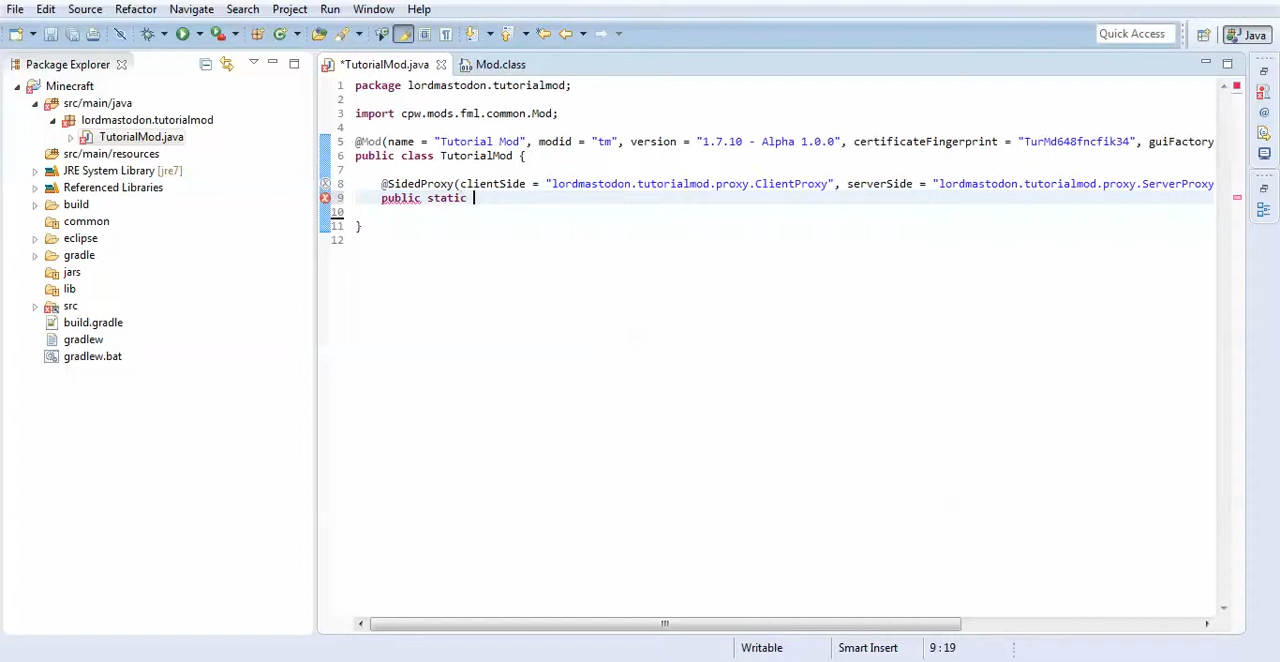 File Edit Source Refactor Navigate Search Project Run Window Help
Quick Access
Java
Package Explorer
*TutorialMod.java
Mod.class
Minecraft
src/main/java
lordmastodon.tutorialmod
TutorialMod.java
src/main/resources
JRE System Library [jre7]
Referenced Libraries
build
common
eclipse
gradle
jars
lib
src
build.gradle
gradlew
gradlew.bat
1 package lordmastodon.tutorialmod;
2
3 import cpw.mods.fml.common.Mod;
4
5 @Mod(name = "Tutorial Mod", modid = "tm", version = "1.7.10 - Alpha 1.0.0", certificateFingerprint = "TurMd648fncfik34", guiFactory
6 public class TutorialMod {
7
8 @SidedProxy(clientSide = "lordmastodon.tutorialmod.proxy.ClientProxy", serverSide = "lordmastodon.tutorialmod.proxy.ServerProxy
9 public static
10
11 }
12
Writable Smart Insert 9 : 19